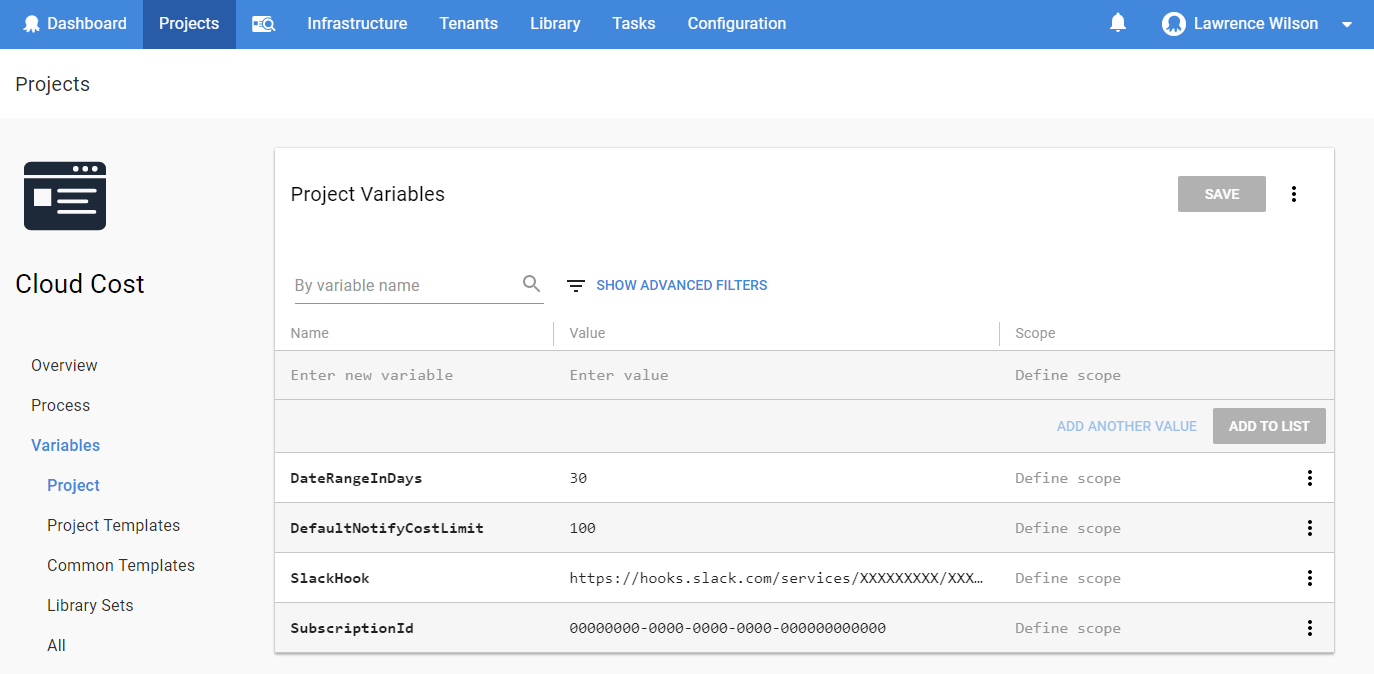 Dashboard Projects Infrastructure Tenants Library Tasks Configuration Lawrence Wilson
Projects
Cloud Cost
Overview
Process
Variables
Project
Project Templates
Common Templates
Library Sets
All
Project Variables SAVE
By variable name SHOW ADVANCED FILTERS
Name Value Scope
Enter new variable Enter value Define scope
ADD ANOTHER VALUE ADD TO LIST
DateRangeInDays 30 Define scope
DefaultNotifyCostLimit 100 Define scope
SlackHook https://hooks.slack.com/services/XXXXXXXXX/XXX… Define scope
SubscriptionId 00000000-0000-0000-0000-000000000000 Define scope